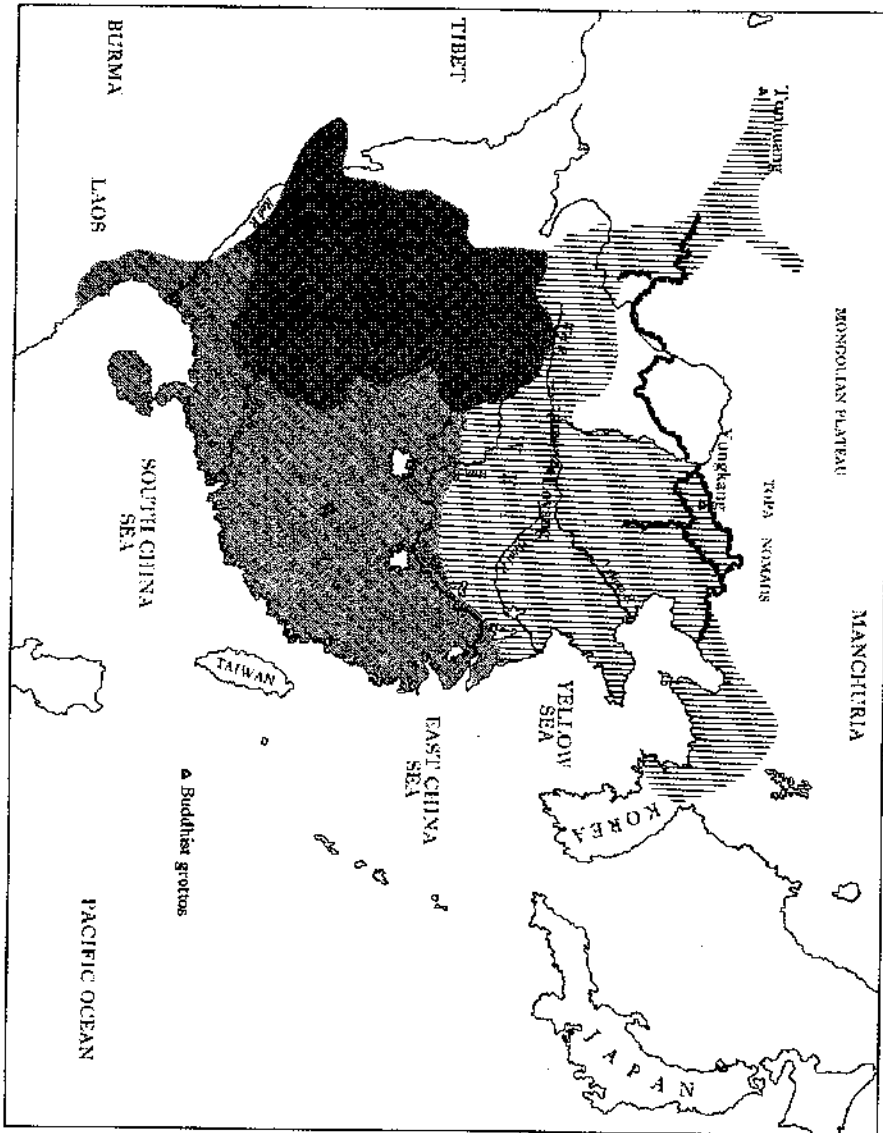 MONGOLIAN PLATEAU
MANCHURIA
TOPA NOMADS
Tunhuang
Yungkang
KOREA
JAPAN
YELLOW
SEA
TIBET
EAST CHINA
SEA
Red R.
BURMA
LAOS
SOUTH CHINA
SEA
TAIWAN
Buddhist grottos
PACIFIC OCEAN